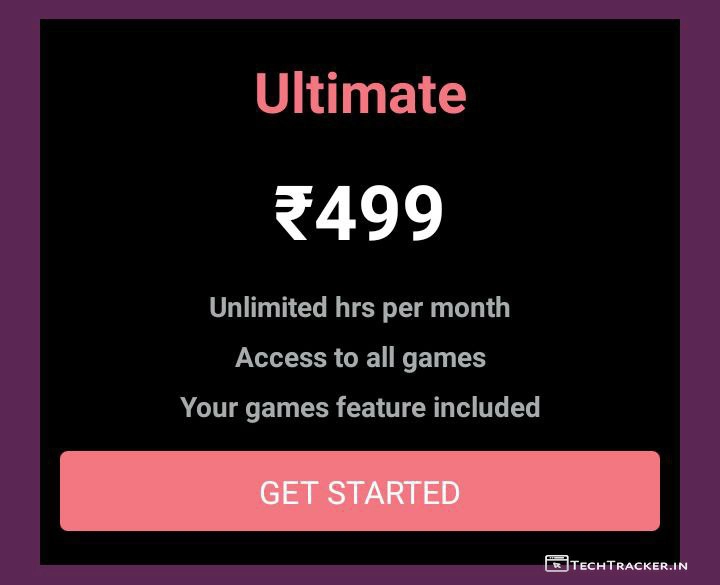 Ultimate
₹499
Unlimited hrs per month
Access to all games
Your games feature included
GET STARTED
TECHTRACKER.IN